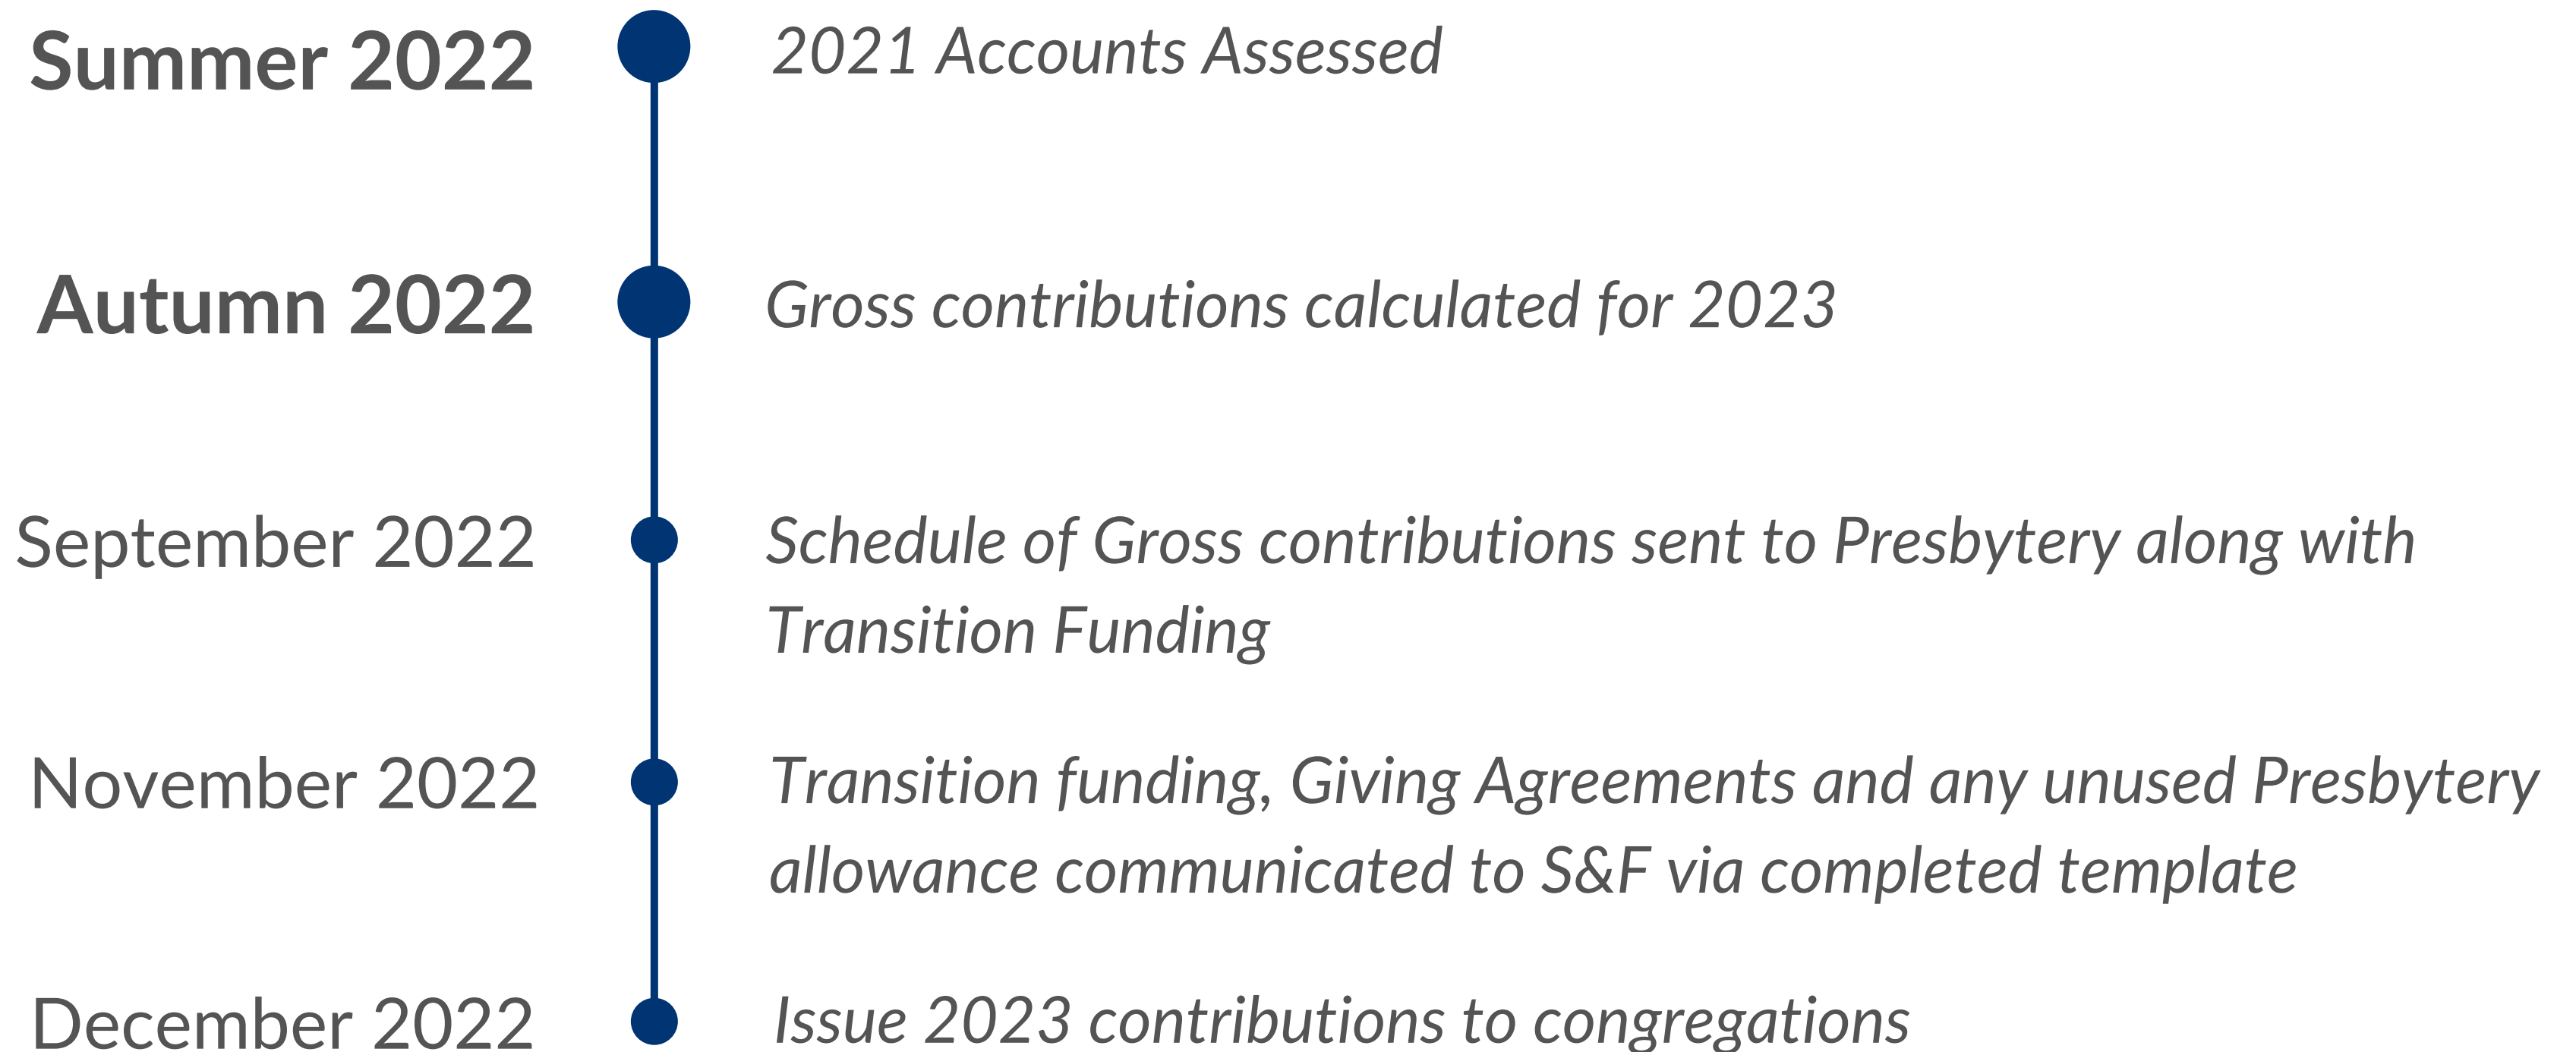 Summer 2022
2021 Accounts Assessed
Autumn 2022
Gross contributions calculated for 2023
September 2022
Schedule of Gross contributions sent to Presbytery along with
Transition Funding
November 2022
Transition funding, Giving Agreements and any unused Presbytery
allowance communicated to S&F via completed template
December 2022
Issue 2023 contributions to congregations